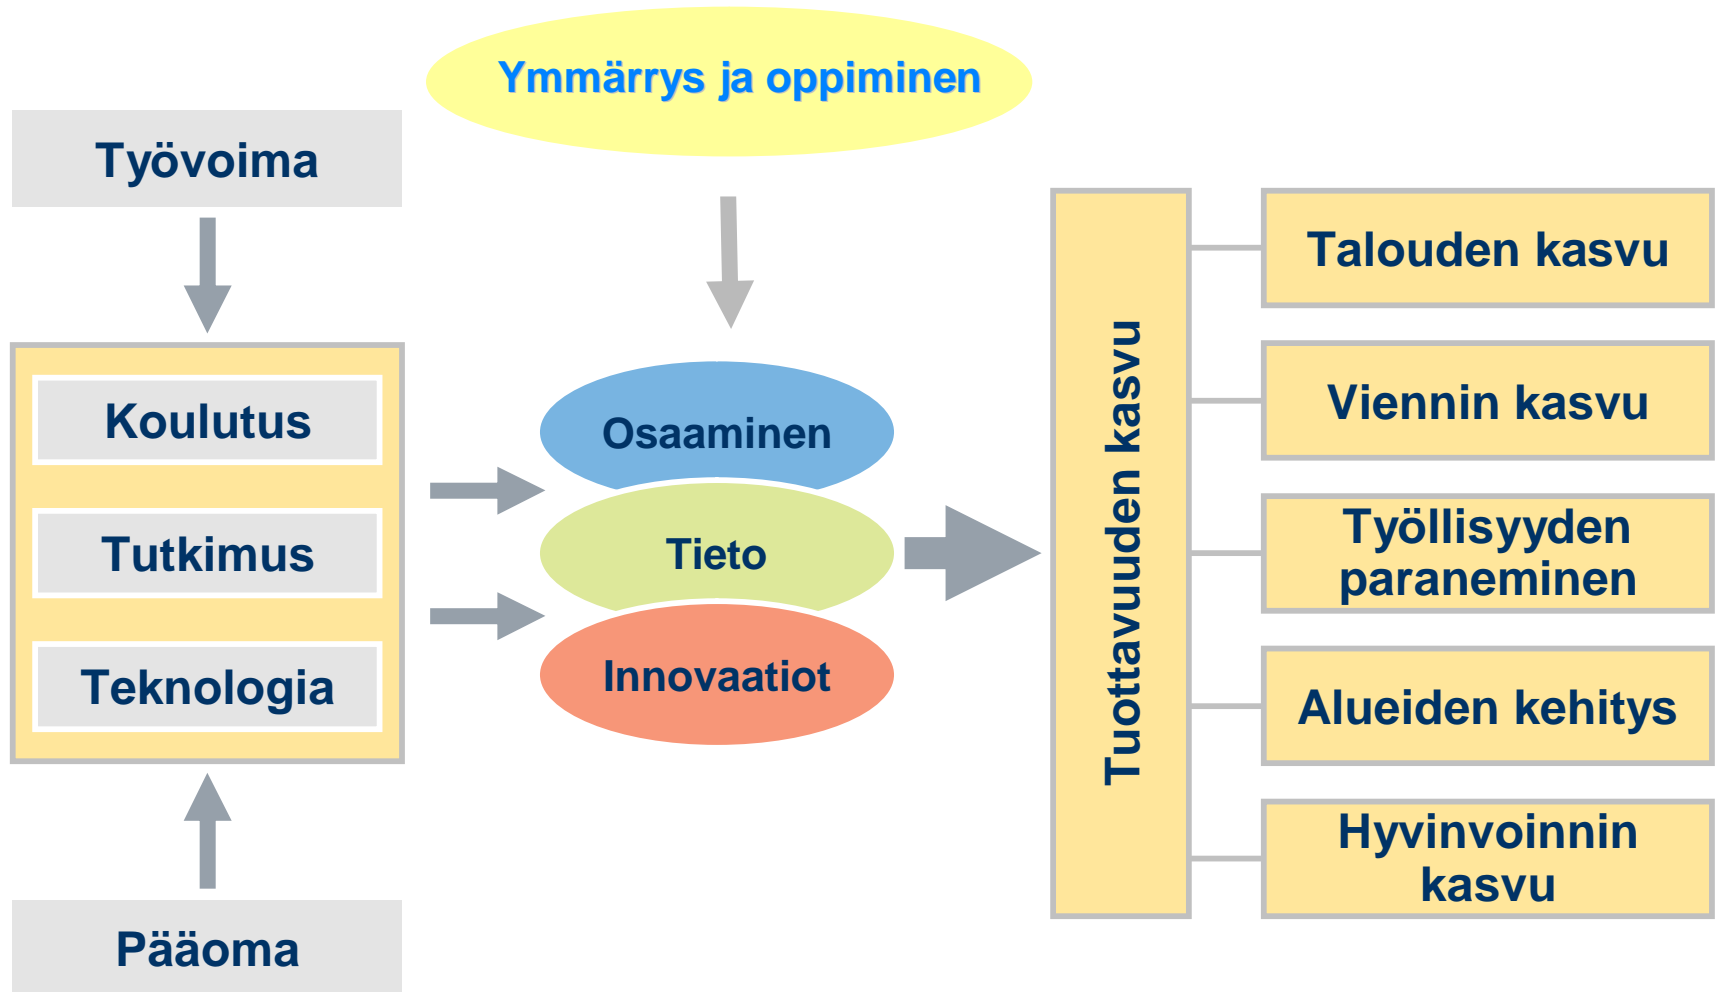 Ymmärrys ja oppiminen
Työvoima
Koulutus
Tutkimus
Teknologia
Pääoma
Osaaminen
Tieto
Innovaatiot
Tuottavuuden kasvu
Talouden kasvu
Viennin kasvu
Työllisyyden
paraneminen
Alueiden kehitys
Hyvinvoinnin
kasvu